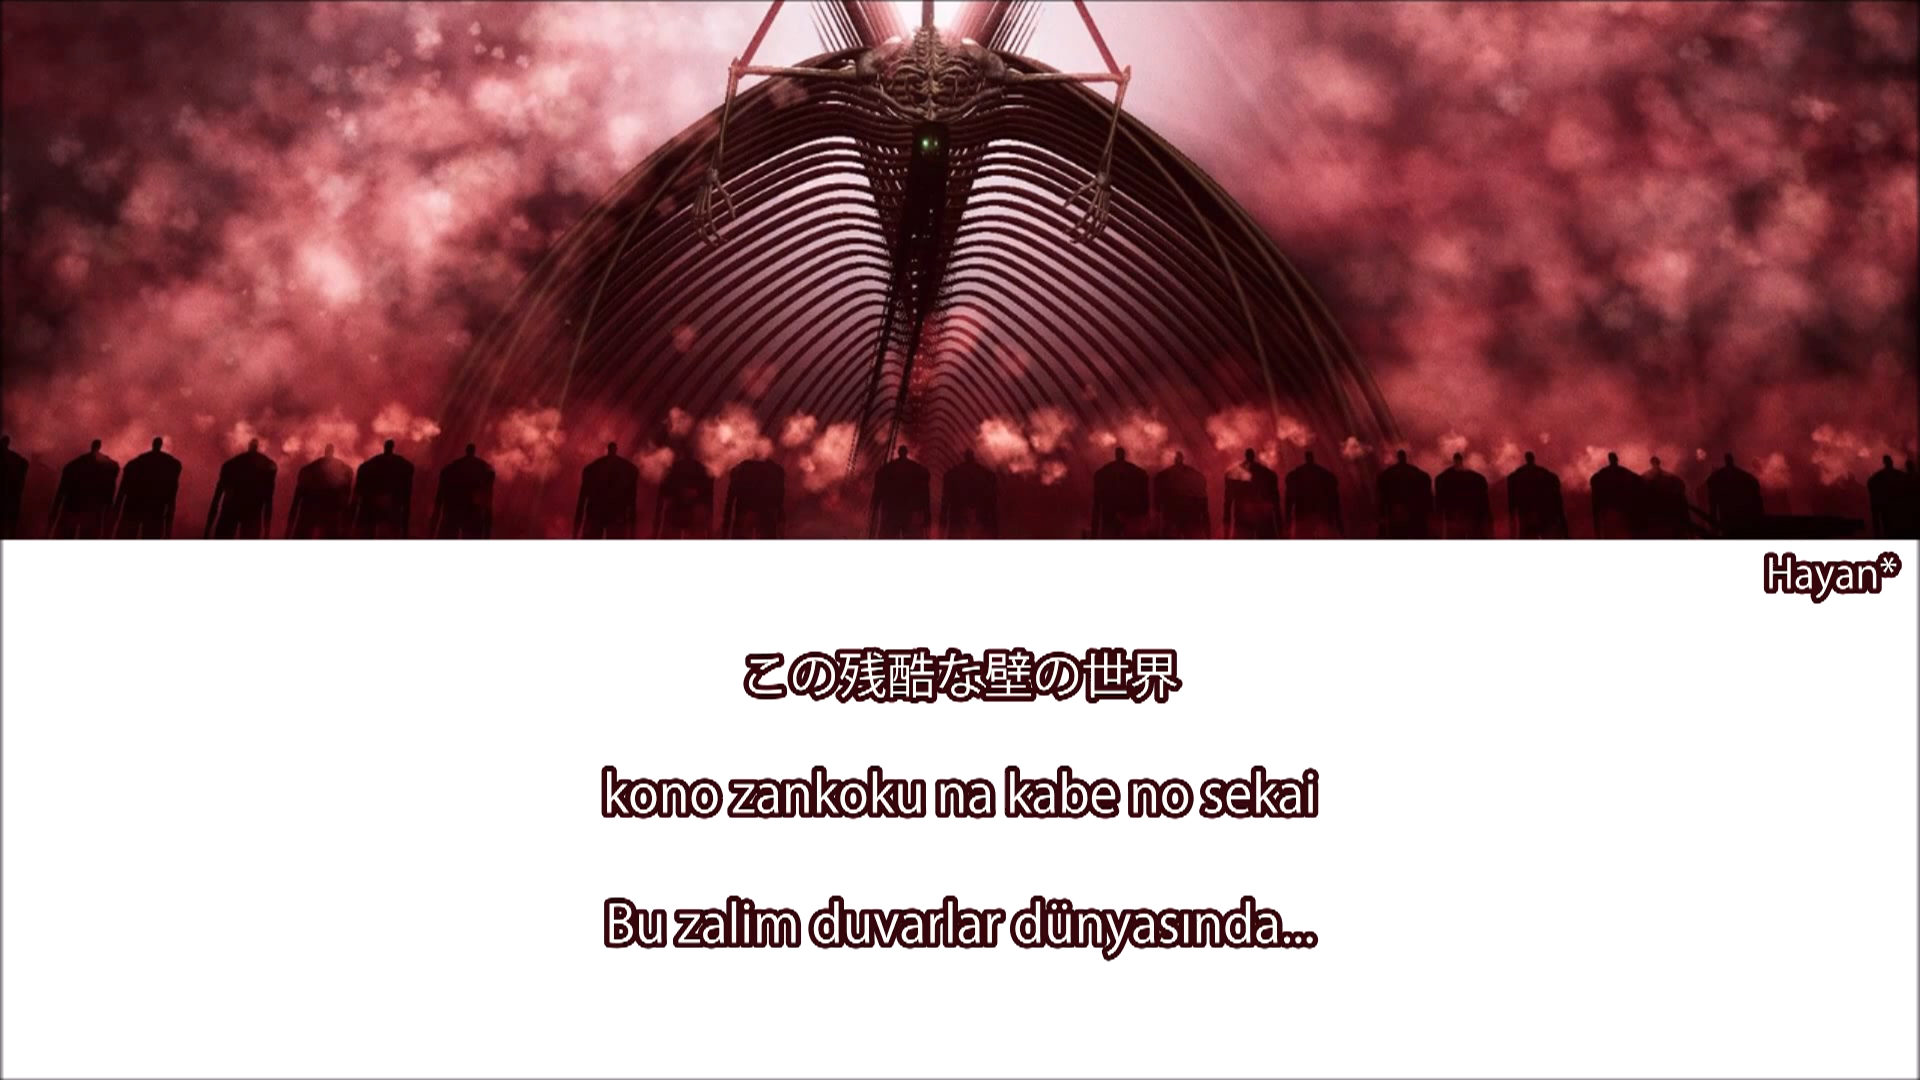 Hayan*
この残酷な壁の世界
kono zankoku na kabe no sekai
Bu zalim duvarlar dünyasında...